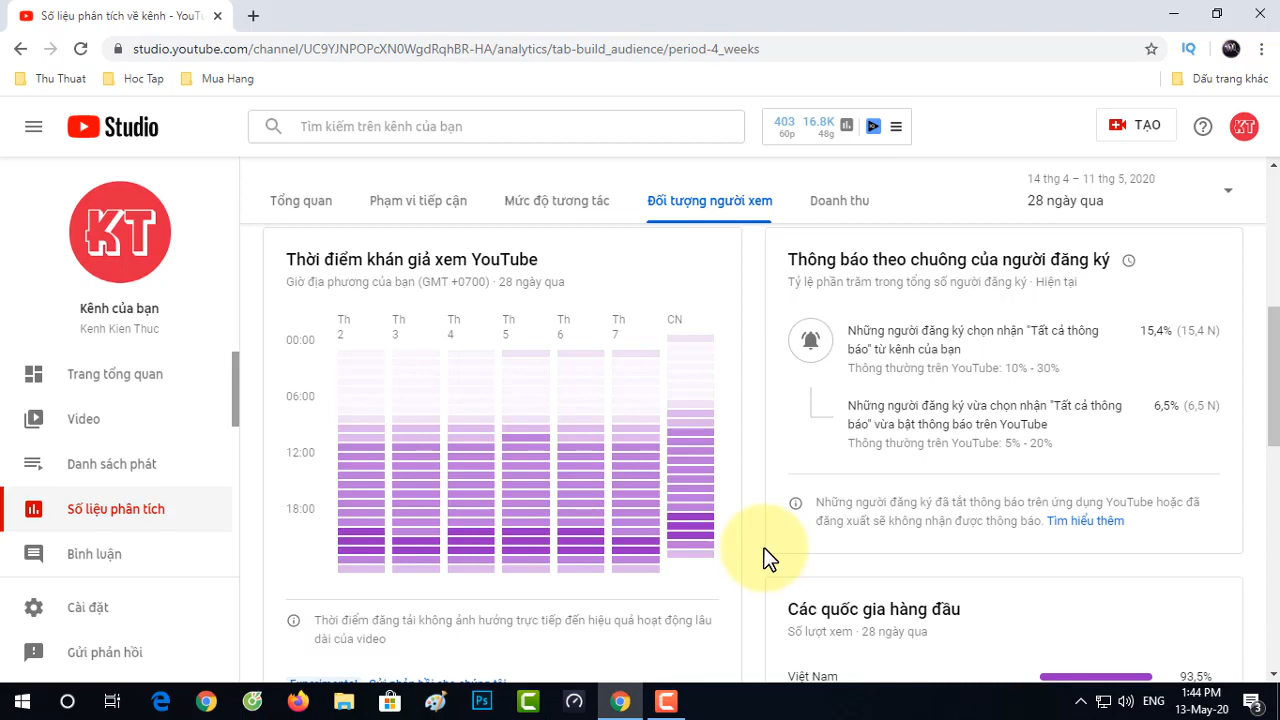 Số liệu phân tích về kênh - YouTu
studio.youtube.com/channel/UC9YJNPOPcXN0WgdRqhBR-HA/analytics/tab-build_audience/period-4_weeks
IQ
Thu Thuat
Hoc Tap
Mua Hang
Dấu trang khác
Studio
Tìm kiếm trên kênh của bạn
403
60p
16.8K
48g
TẠO
KT
KT
Kênh của bạn
Kenh Kien Thuc
Trang tổng quan
Video
Danh sách phát
Số liệu phân tích
Bình luận
Cài đặt
Gửi phản hồi
Tổng quan
Phạm vi tiếp cận
Mức độ tương tác
Đối tượng người xem
Doanh thu
14 thg 4 – 11 thg 5, 2020
28 ngày qua
Thời điểm khán giả xem YouTube
Giờ địa phương của bạn (GMT +0700) · 28 ngày qua
Th 2
Th 3
Th 4
Th 5
Th 6
Th 7
CN
00:00
06:00
12:00
18:00
Thời điểm đăng tải không ảnh hưởng trực tiếp đến hiệu quả hoạt động lâu
dài của video
Experimental
Gửi phản hồi cho chúng tôi
Thông báo theo chuông của người đăng ký
Tỷ lệ phần trăm trong tổng số người đăng ký · Hiện tại
Những người đăng ký chọn nhận "Tất cả thông
báo" từ kênh của bạn
15,4% (15,4 N)
Thông thường trên YouTube: 10% - 30%
Những người đăng ký vừa chọn nhận "Tất cả thông
báo" vừa bật thông báo trên YouTube
6,5% (6,5 N)
Thông thường trên YouTube: 5% - 20%
Những người đăng ký đã tắt thông báo trên ứng dụng YouTube hoặc đã
đăng xuất sẽ không nhận được thông báo. Tìm hiểu thêm
Các quốc gia hàng đầu
Số lượt xem · 28 ngày qua
Việt Nam
93,5%
Ps
ENG
1:44 PM
13-May-20
3